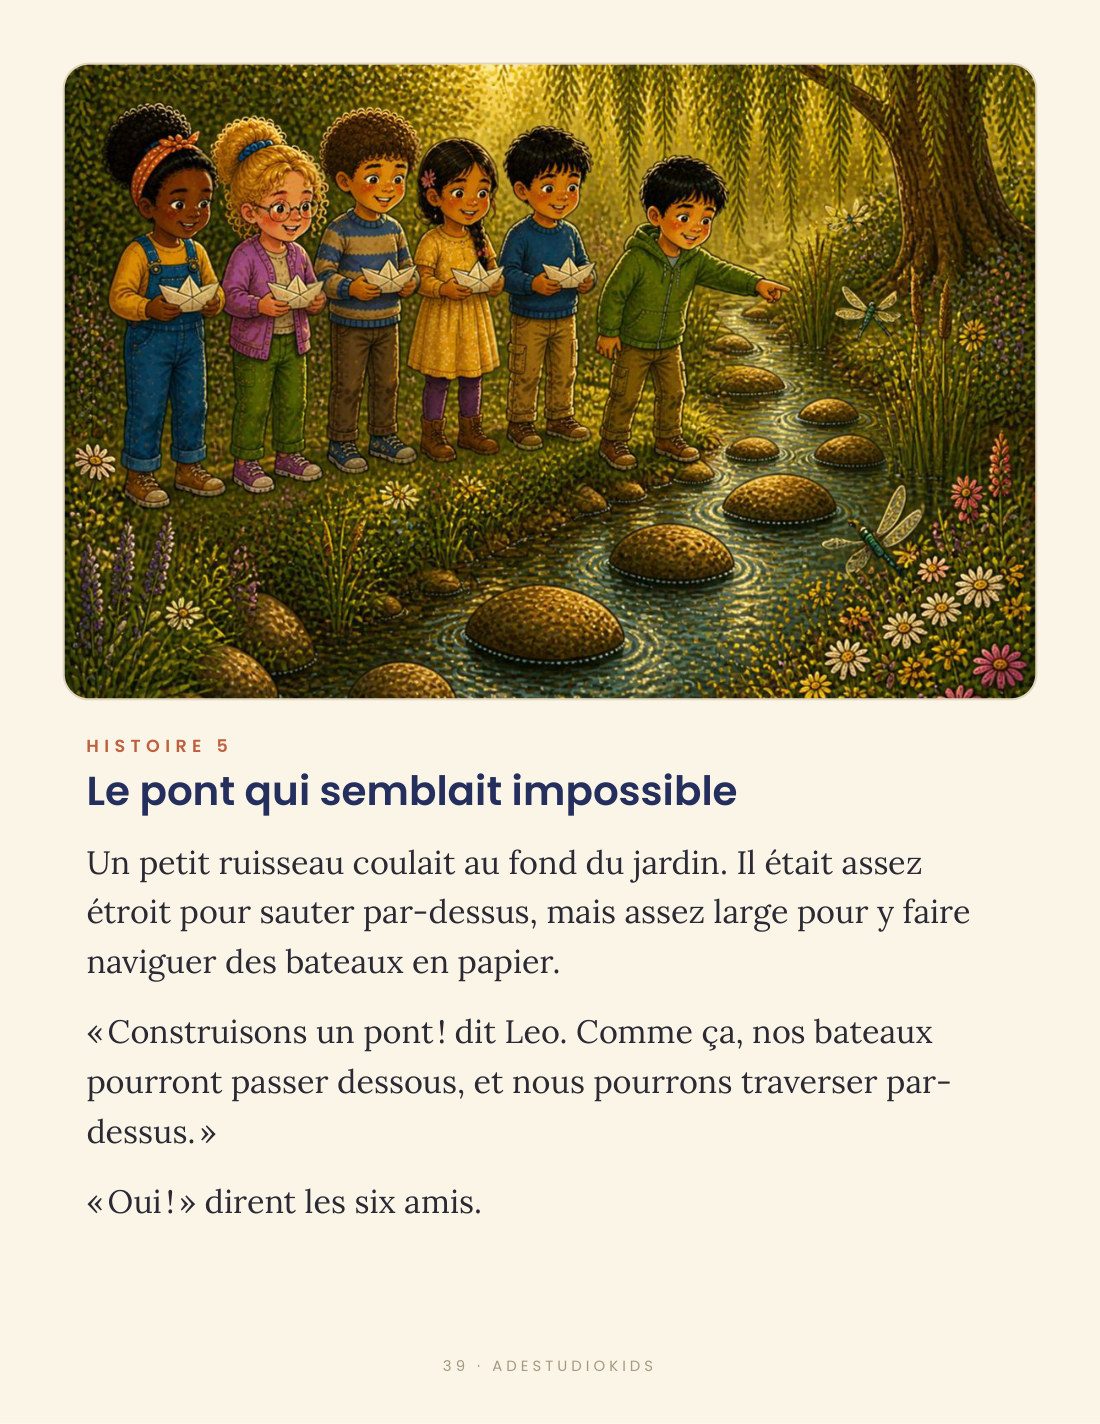 HISTOIRE 5
Le pont qui semblait impossible
Un petit ruisseau coulait au fond du jardin. Il était assez
étroit pour sauter par-dessus, mais assez large pour y faire
naviguer des bateaux en papier.
« Construisons un pont ! dit Leo. Comme ça, nos bateaux
pourront passer dessous, et nous pourrons traverser par-
dessus. »
« Oui ! » dirent les six amis.
39 · ADESTUDIOKIDS